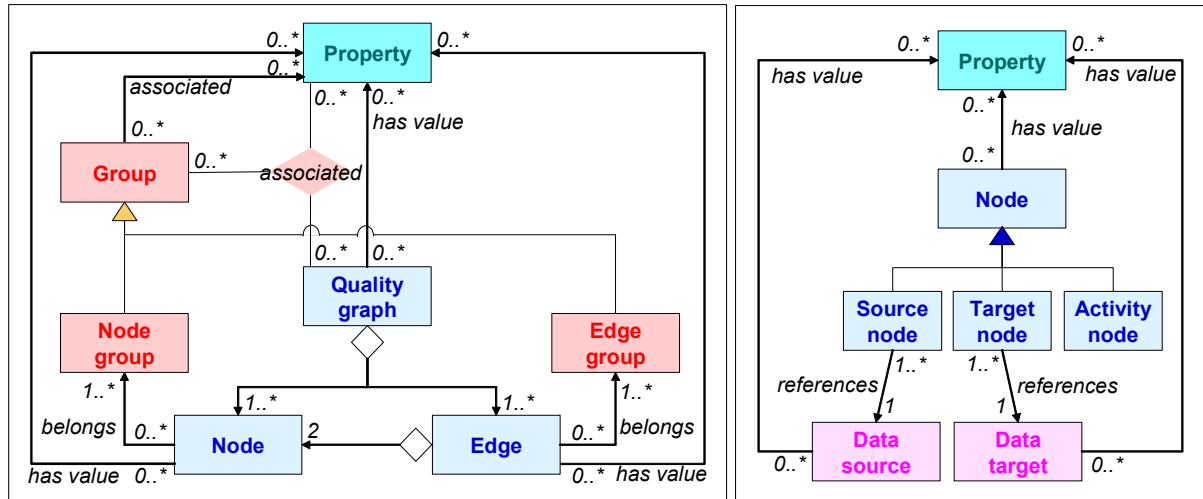 0..*
Property
0..*
0..*
associated
0..*
0..*
has value
0..*
0..*
Group
associated
0..*
0..*
Quality
graph
Node
group
Edge
group
1..*
1..*
1..*
1..*
belongs
0..*
Node
2
Edge
0..*
belongs
has value
0..*
0..*
has value
0..*
Property
0..*
has value
has value
0..*
has value
0..*
Node
Source
node
Target
node
Activity
node
1..*
1..*
references
references
1
1
0..*
Data
source
Data
target
0..*